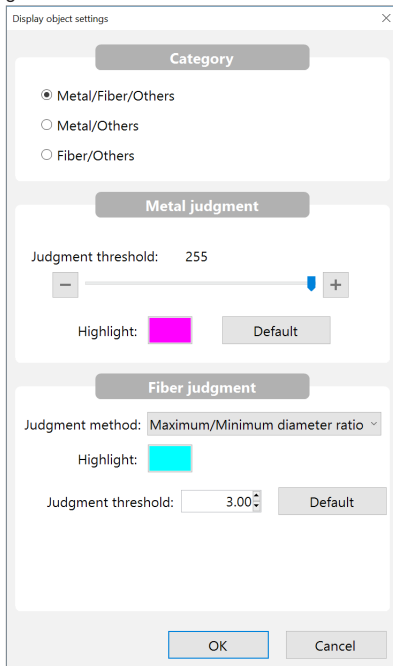 Display object settings
Category
Metal/Fiber/Others
Metal/Others
Fiber/Others
Metal judgment
Judgment threshold: 255
Highlight: Default
Fiber judgment
Judgment method: Maximum/Minimum diameter ratio
Highlight:
Judgment threshold: 3.00 Default
OK Cancel